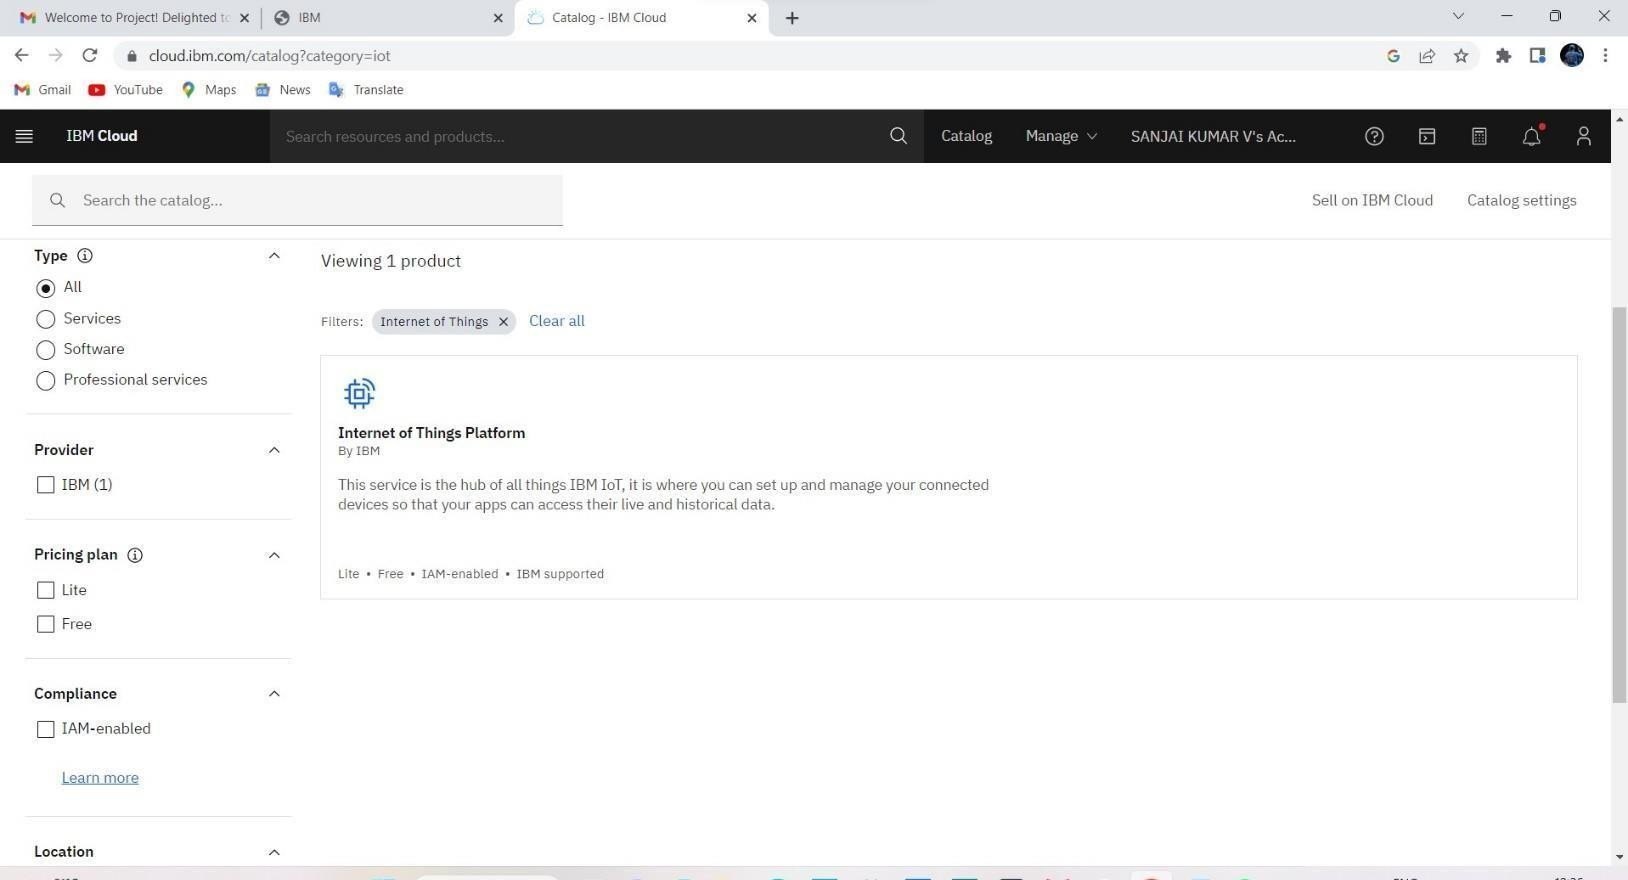 Welcome to Project! Delighted to
IBM
Catalog - IBM Cloud
cloud.ibm.com/catalog?category=iot
Gmail
YouTube
Maps
News
Translate
IBM Cloud
Search resources and products...
Catalog
Manage
SANJAI KUMAR V's Ac...
Search the catalog...
Sell on IBM Cloud
Catalog settings
Type
All
Services
Software
Professional services
Provider
IBM (1)
Pricing plan
Lite
Free
Compliance
IAM-enabled
Learn more
Location
Viewing 1 product
Filters: Internet of Things
Clear all
Internet of Things Platform
By IBM
This service is the hub of all things IBM IoT, it is where you can set up and manage your connected
devices so that your apps can access their live and historical data.
Lite • Free • IAM-enabled • IBM supported